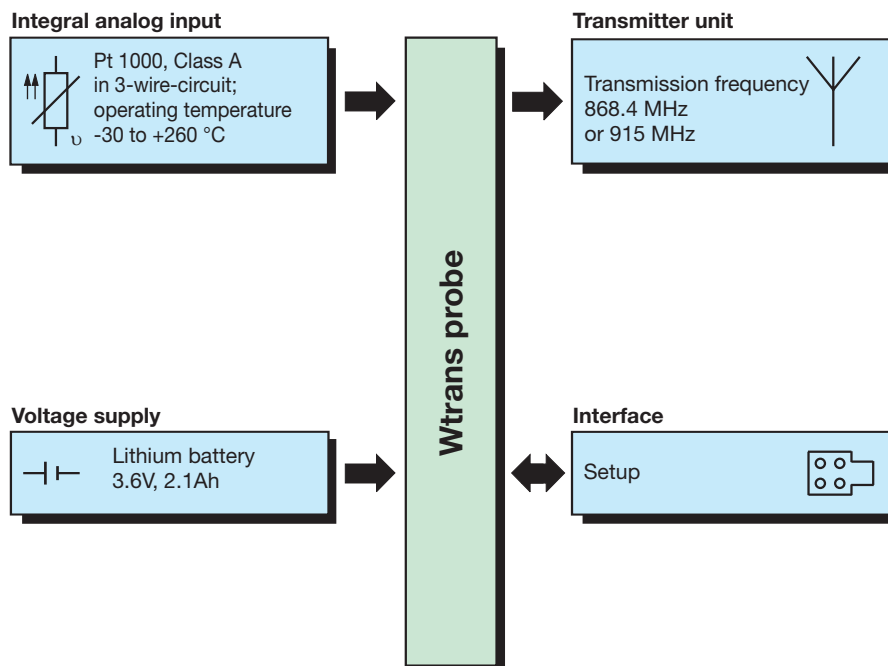 Integral analog input
Pt 1000, Class A
in 3-wire-circuit;
operating temperature
-30 to +260 °C
υ
Transmitter unit
Transmission frequency
868.4 MHz
or 915 MHz
Wtrans probe
Voltage supply
Lithium battery
3.6V, 2.1Ah
Interface
Setup